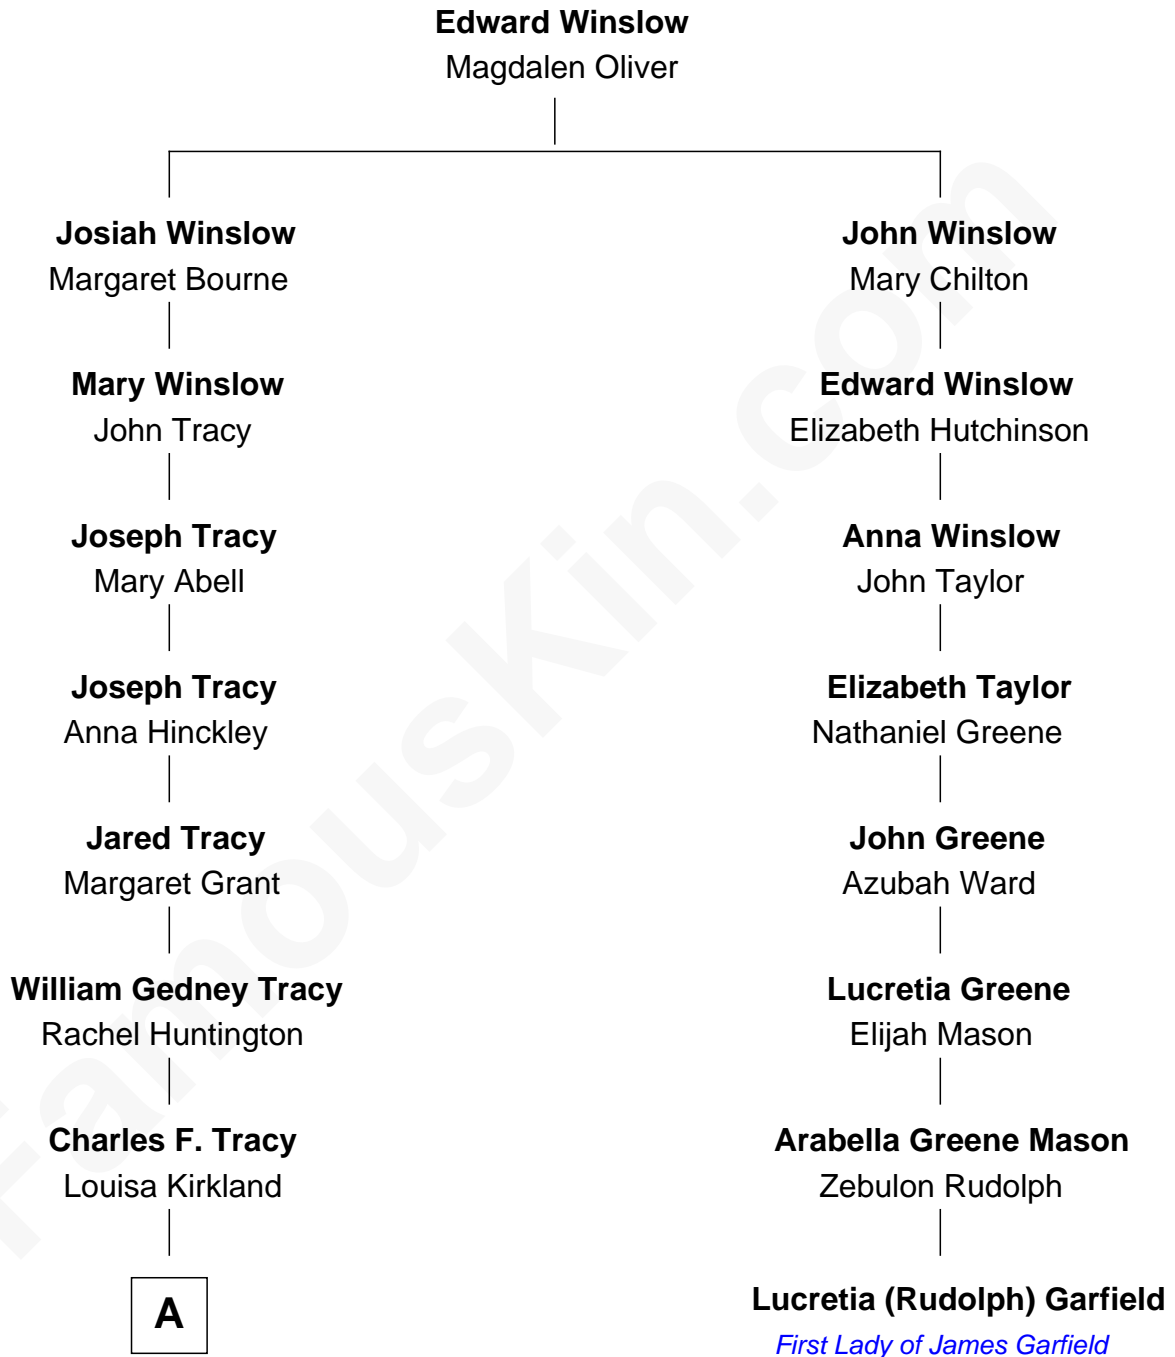 Edward Winslow
Magdalen Oliver
Josiah Winslow
Margaret Bourne
John Winslow
Mary Chilton
Mary Winslow
John Tracy
Edward Winslow
Elizabeth Hutchinson
Joseph Tracy
Mary Abell
Anna Winslow
John Taylor
Joseph Tracy
Anna Hinckley
Elizabeth Taylor
Nathaniel Greene
Jared Tracy
Margaret Grant
John Greene
Azubah Ward
William Gedney Tracy
Rachel Huntington
Lucretia Greene
Elijah Mason
Charles F. Tracy
Louisa Kirkland
Arabella Greene Mason
Zebulon Rudolph
A
Lucretia (Rudolph) Garfield
First Lady of James Garfield
FamousKin.com